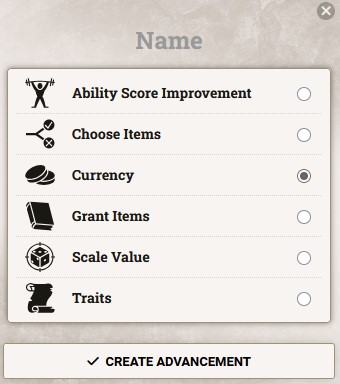 Name
Ability Score Improvement
Choose Items
Currency
Grant Items
Scale Value
Traits
CREATE ADVANCEMENT